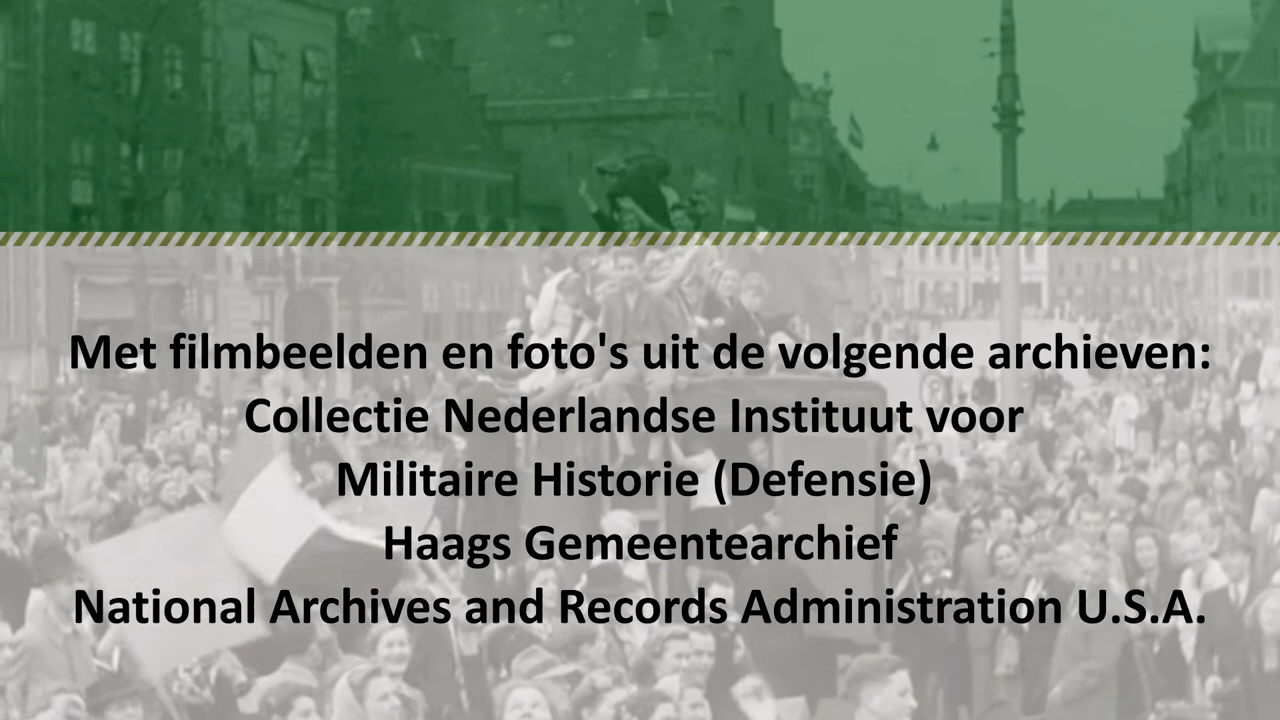 Met filmbeelden en foto's uit de volgende archieven:
Collectie Nederlandse Instituut voor
Militaire Historie (Defensie)
Haags Gemeentearchief
National Archives and Records Administration U.S.A.